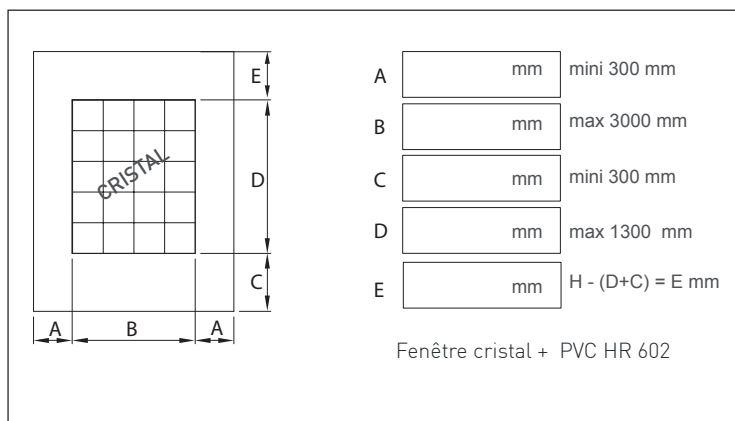 E
CRISTAL
D
C
A B A
A mm mini 300 mm
B mm max 3000 mm
C mm mini 300 mm
D mm max 1300 mm
E mm H - (D+C) = E mm
Fenêtre cristal + PVC HR 602